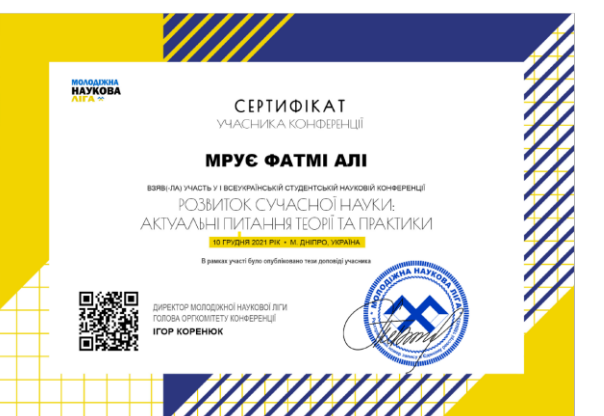 МОЛОДІЖНА
НАУКОВА
ЛІГА
СЕРТИФІКАТ
УЧАСНИКА КОНФЕРЕНЦІЇ
МРУЄ ФАТМІ АЛІ
ВЗЯВ(-ЛА) УЧАСТЬ У І ВСЕУКРАЇНСЬКІЙ СТУДЕНТСЬКІЙ НАУКОВІЙ КОНФЕРЕНЦІЇ
РОЗВИТОК СУЧАСНОЇ НАУКИ:
АКТУАЛЬНІ ПИТАННЯ ТЕОРІЇ ТА ПРАКТИКИ
10 ГРУДНЯ 2021 РІК • М. ДНІПРО, УКРАЇНА
В рамках участі було опубліковано тези доповіді учасника
ДИРЕКТОР МОЛОДІЖНОЇ НАУКОВОЇ ЛІГИ
ГОЛОВА ОРГКОМІТЕТУ КОНФЕРЕНЦІЇ
ІГОР КОРЕНЮК
МОЛОДІЖНА НАУКОВА ЛІГА